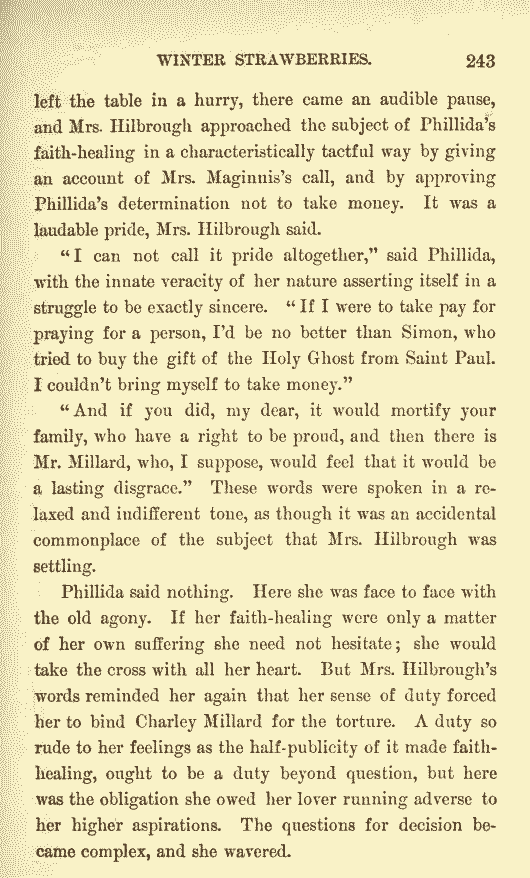 WINTER STRAWBERRIES. 243
left the table in a hurry, there came an audible pause,
and Mrs. Hilbrough approached the subject of Phillida's
faith-healing in a characteristically tactful way by giving
an account of Mrs. Maginnis's call, and by approving
Phillida's determination not to take money. It was a
laudable pride, Mrs. Hilbrough said.
"I can not call it pride altogether," said Phillida,
with the innate veracity of her nature asserting itself in a
struggle to be exactly sincere. "If I were to take pay for
praying for a person, I'd be no better than Simon, who
tried to buy the gift of the Holy Ghost from Saint Paul.
I couldn't bring myself to take money."
"And if you did, my dear, it would mortify your
family, who have a right to be proud, and then there is
Mr. Millard, who, I suppose, would feel that it would be
a lasting disgrace." These words were spoken in a re-
laxed and indifferent tone, as though it was an accidental
commonplace of the subject that Mrs. Hilbrough was
settling.
Phillida said nothing. Here she was face to face with
the old agony. If her faith-healing were only a matter
of her own suffering she need not hesitate; she would
take the cross with all her heart. But Mrs. Hilbrough's
words reminded her again that her sense of duty forced
her to bind Charley Millard for the torture. A duty so
rude to her feelings as the half-publicity of it made faith-
healing, ought to be a duty beyond question, but here
was the obligation she owed her lover running adverse to
her higher aspirations. The questions for decision be-
came complex, and she wavered.